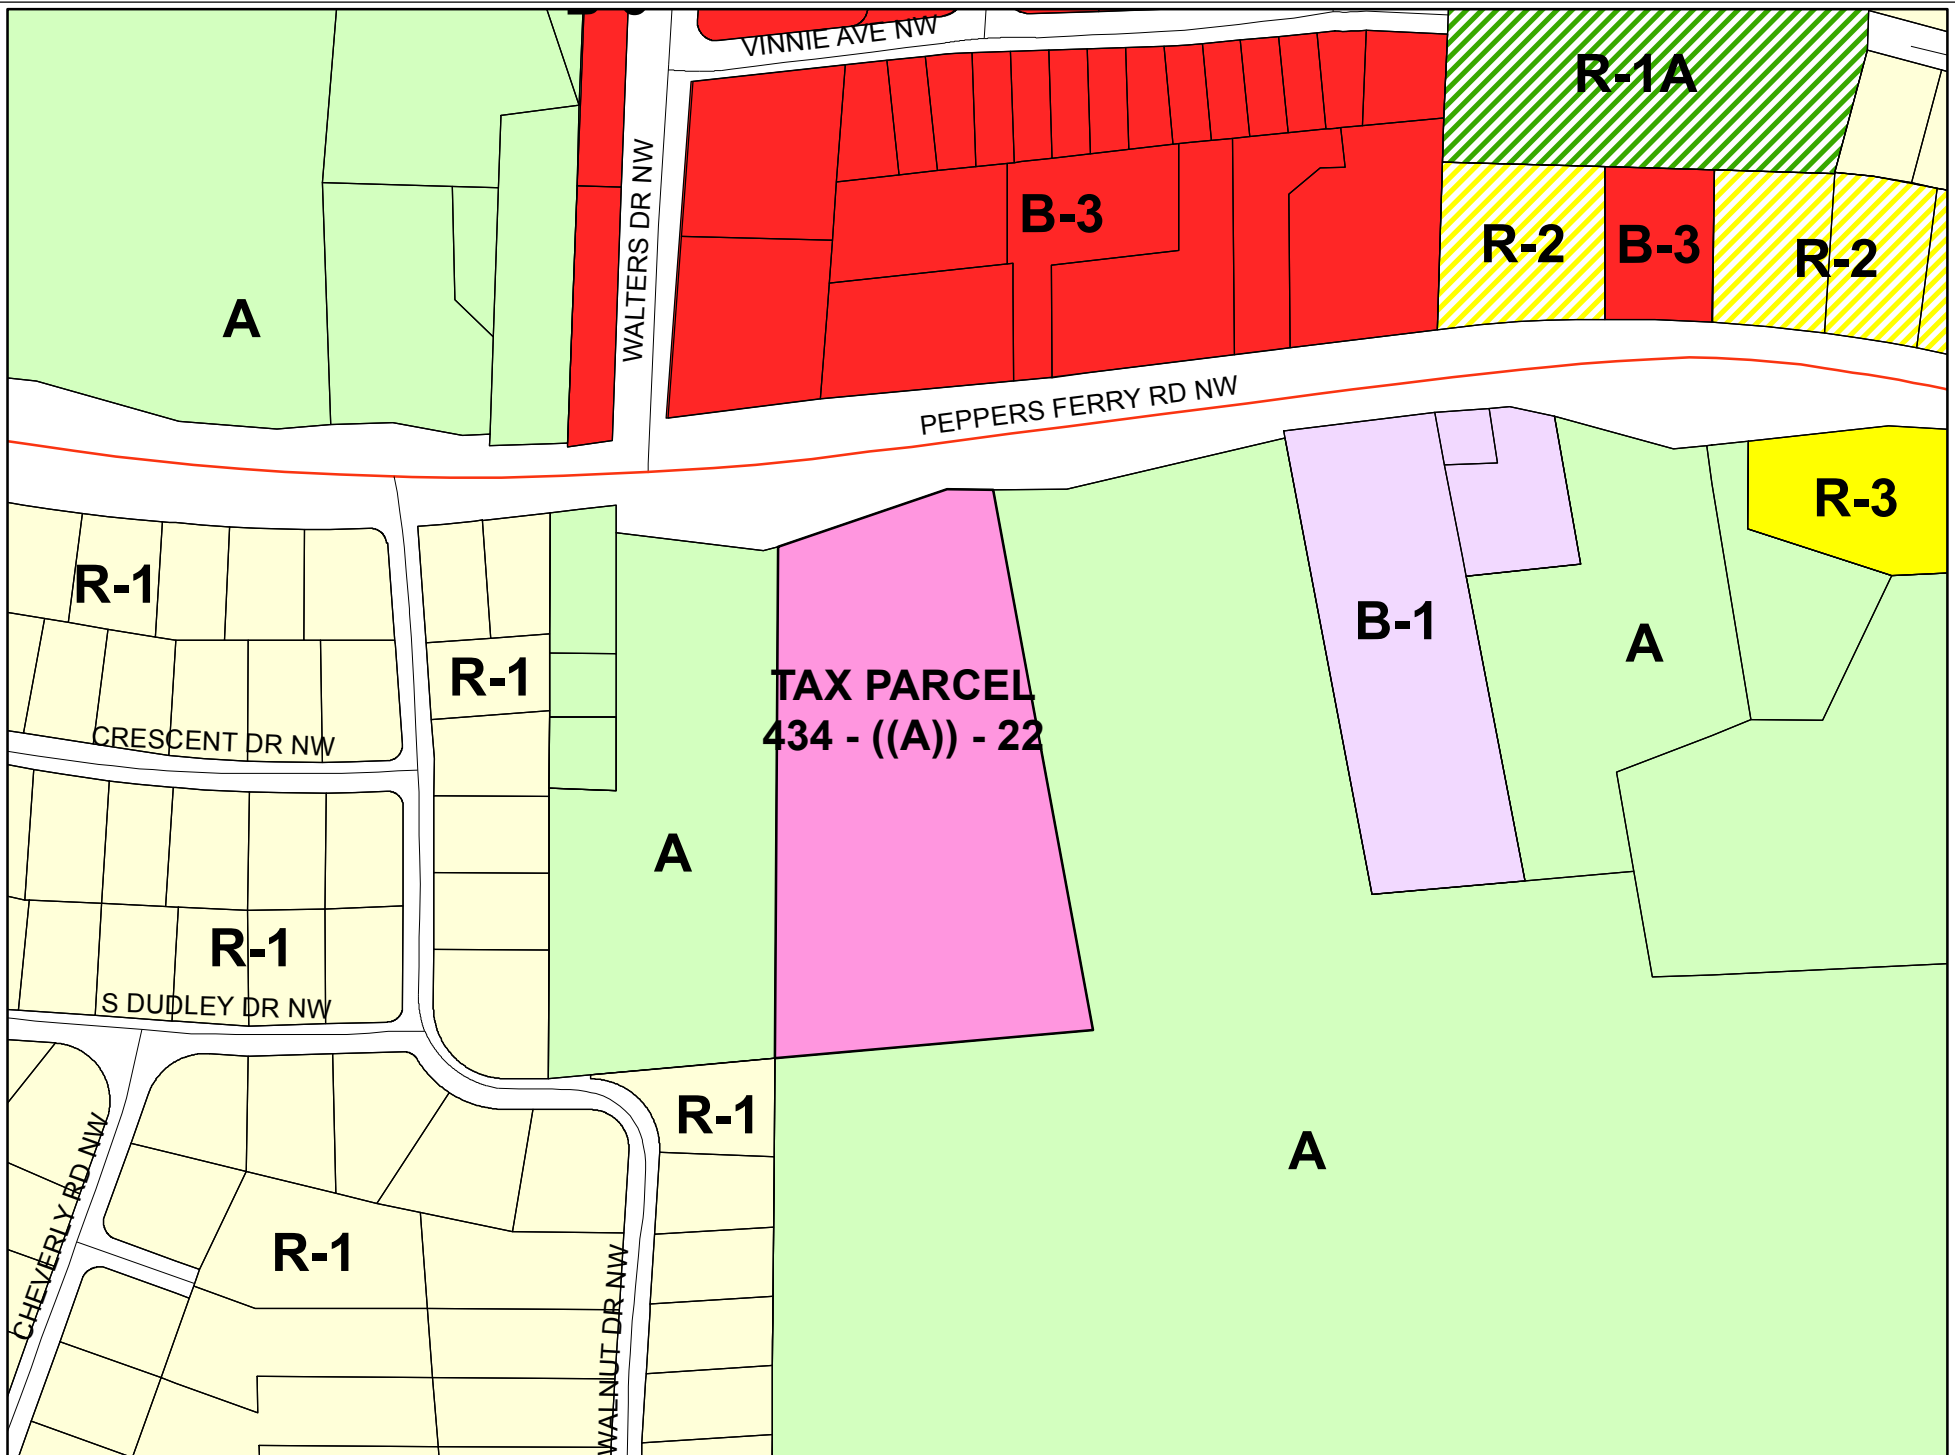 VINNIE AVE NW
R-1A
WALTERS DR NW
B-3
R-2
B-3
R-2
A
PEPPERS FERRY RD NW
R-3
R-1
B-1
A
R-1
TAX PARCEL
434 - ((A)) - 22
CRESCENT DR NW
A
R-1
S DUDLEY DR NW
R-1
A
CHEVERLY RD NW
R-1
WALNUT DR NW